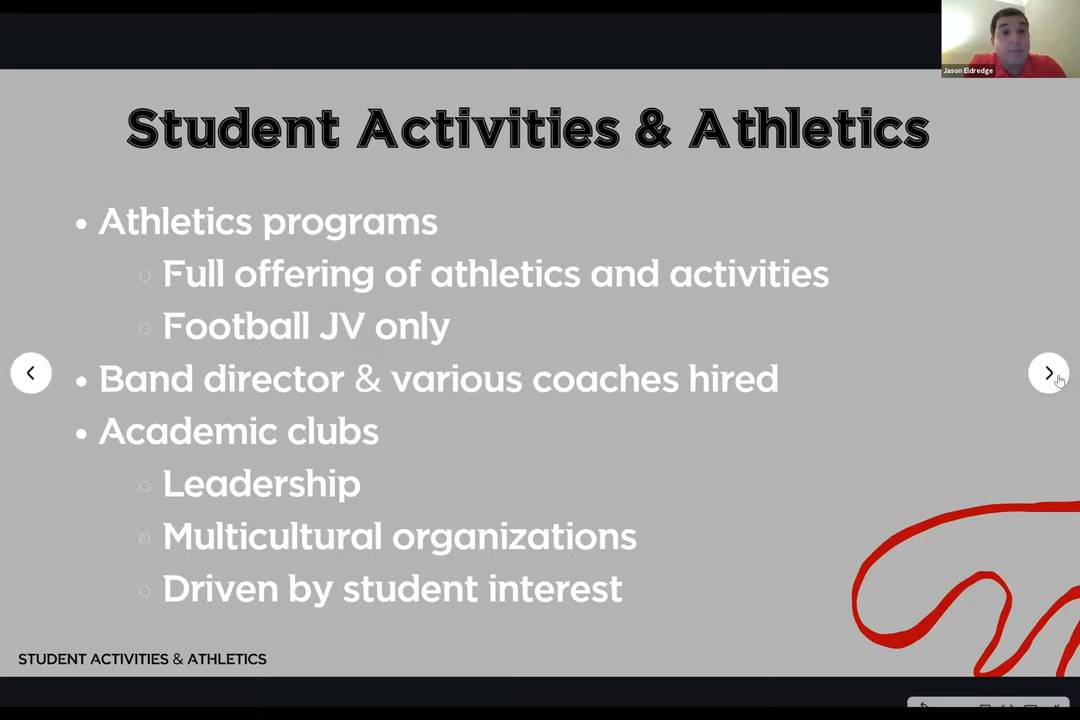 Jason Eldredge
Student Activities & Athletics
• Athletics programs
○ Full offering of athletics and activities
○ Football JV only
• Band director & various coaches hired
• Academic clubs
○ Leadership
○ Multicultural organizations
○ Driven by student interest
STUDENT ACTIVITIES & ATHLETICS